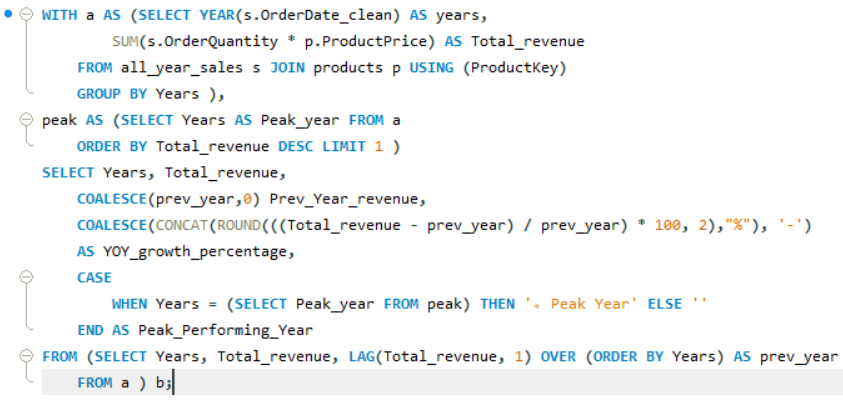 WITH a AS (SELECT YEAR(s.OrderDate_clean) AS years,
SUM(s.OrderQuantity * p.ProductPrice) AS Total_revenue
FROM all_year_sales s JOIN products p USING (ProductKey)
GROUP BY Years ),
peak AS (SELECT Years AS Peak_year FROM a
ORDER BY Total_revenue DESC LIMIT 1 )
SELECT Years, Total_revenue,
COALESCE(prev_year,0) Prev_Year_revenue,
COALESCE(CONCAT(ROUND(((Total_revenue - prev_year) / prev_year) * 100, 2),"%"), '-')
AS YOY_growth_percentage,
CASE
WHEN Years = (SELECT Peak_year FROM peak) THEN '⭐ Peak Year' ELSE ''
END AS Peak_Performing_Year
FROM (SELECT Years, Total_revenue, LAG(Total_revenue, 1) OVER (ORDER BY Years) AS prev_year
FROM a ) b;